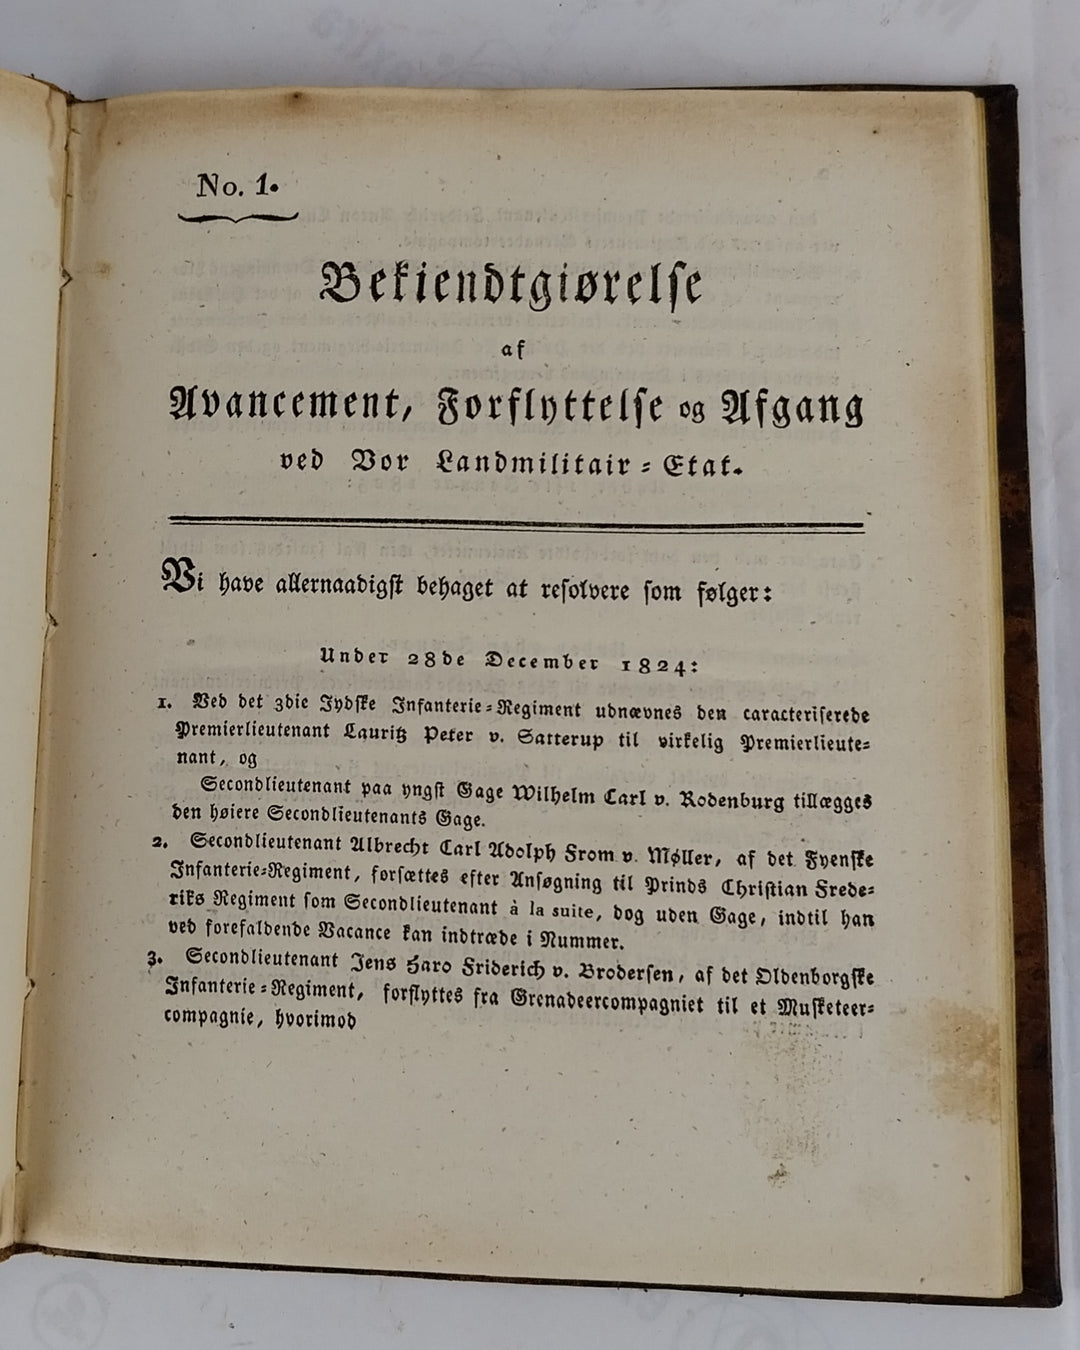 No. 1.
Bekiendtgiørelse
af
Avancement, Forflyttelse og Afgang
ved Vor Landmilitair-Etat.
Vi have allernaadigst behaget at resolvere som følger:
Under 28de December 1824:
1. Ved det 3die Jydske Infanterie-Regiment udnævnes den caracteriserede
Premierlieutenant Lauritz Peter v. Satterup til virkelig Premierlieute-
nant, og
Secondlieutenant paa yngst Gage Wilhelm Carl v. Rodenburg tillægges
den høiere Secondlieutenants Gage.
2. Secondlieutenant Albrecht Carl Adolph From v. Møller, af det Fyenske
Infanterie-Regiment, forsættes efter Ansøgning til Prinds Christian Frede-
riks Regiment som Secondlieutenant à la suite, dog uden Gage, indtil han
ved forefaldende Vacance kan indtræde i Nummer.
3. Secondlieutenant Jens Haro Friderich v. Brodersen, af det Oldenborgske
Infanterie-Regiment, forflyttes fra Grenadeercompagniet til et Musketeer-
compagnie, hvorimod